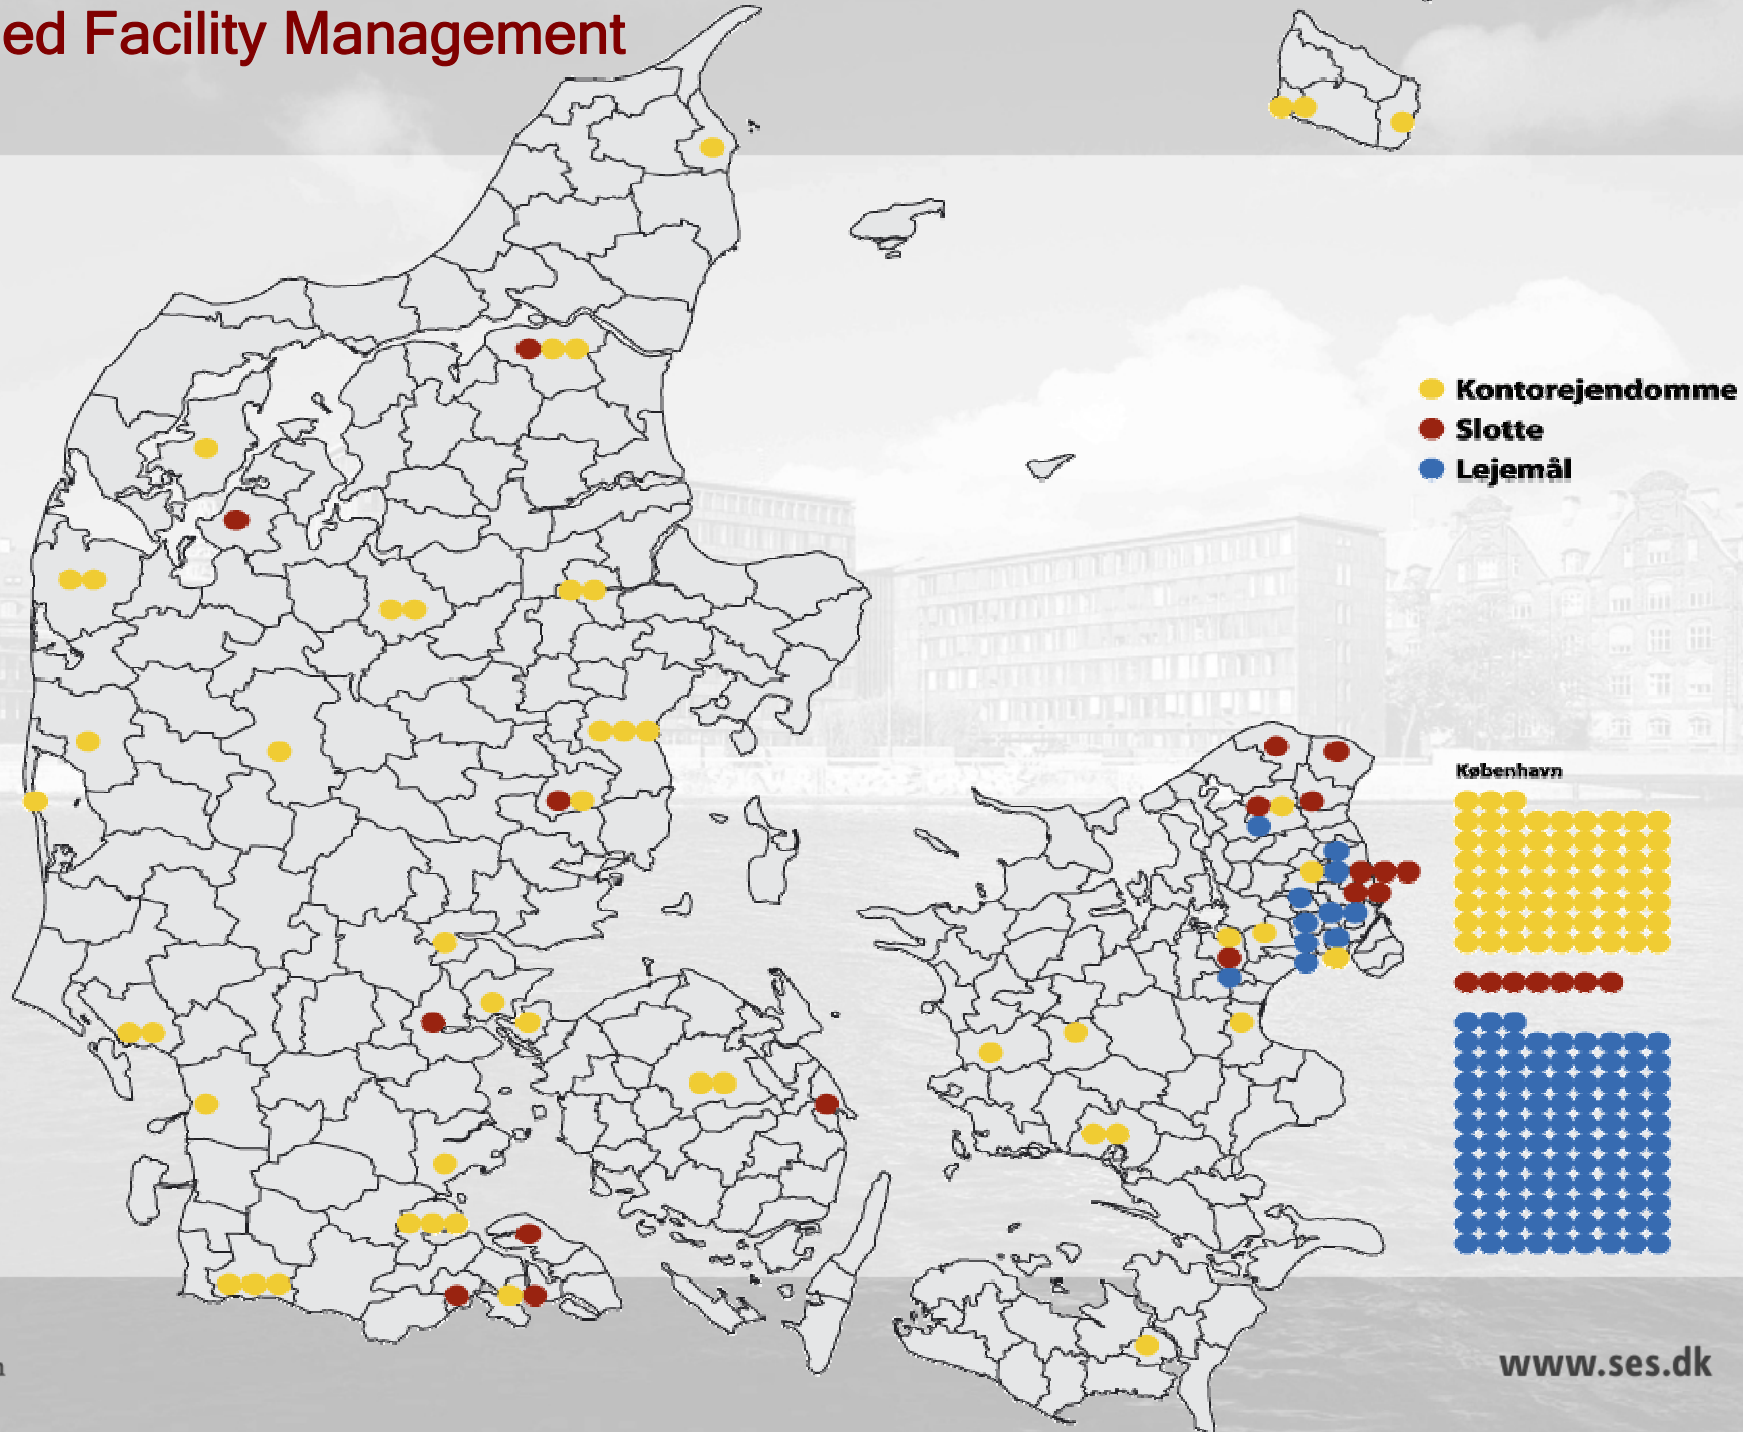 ed Facility Management
Kontorejendomme
Slotte
Lejemål
København
www.ses.dk